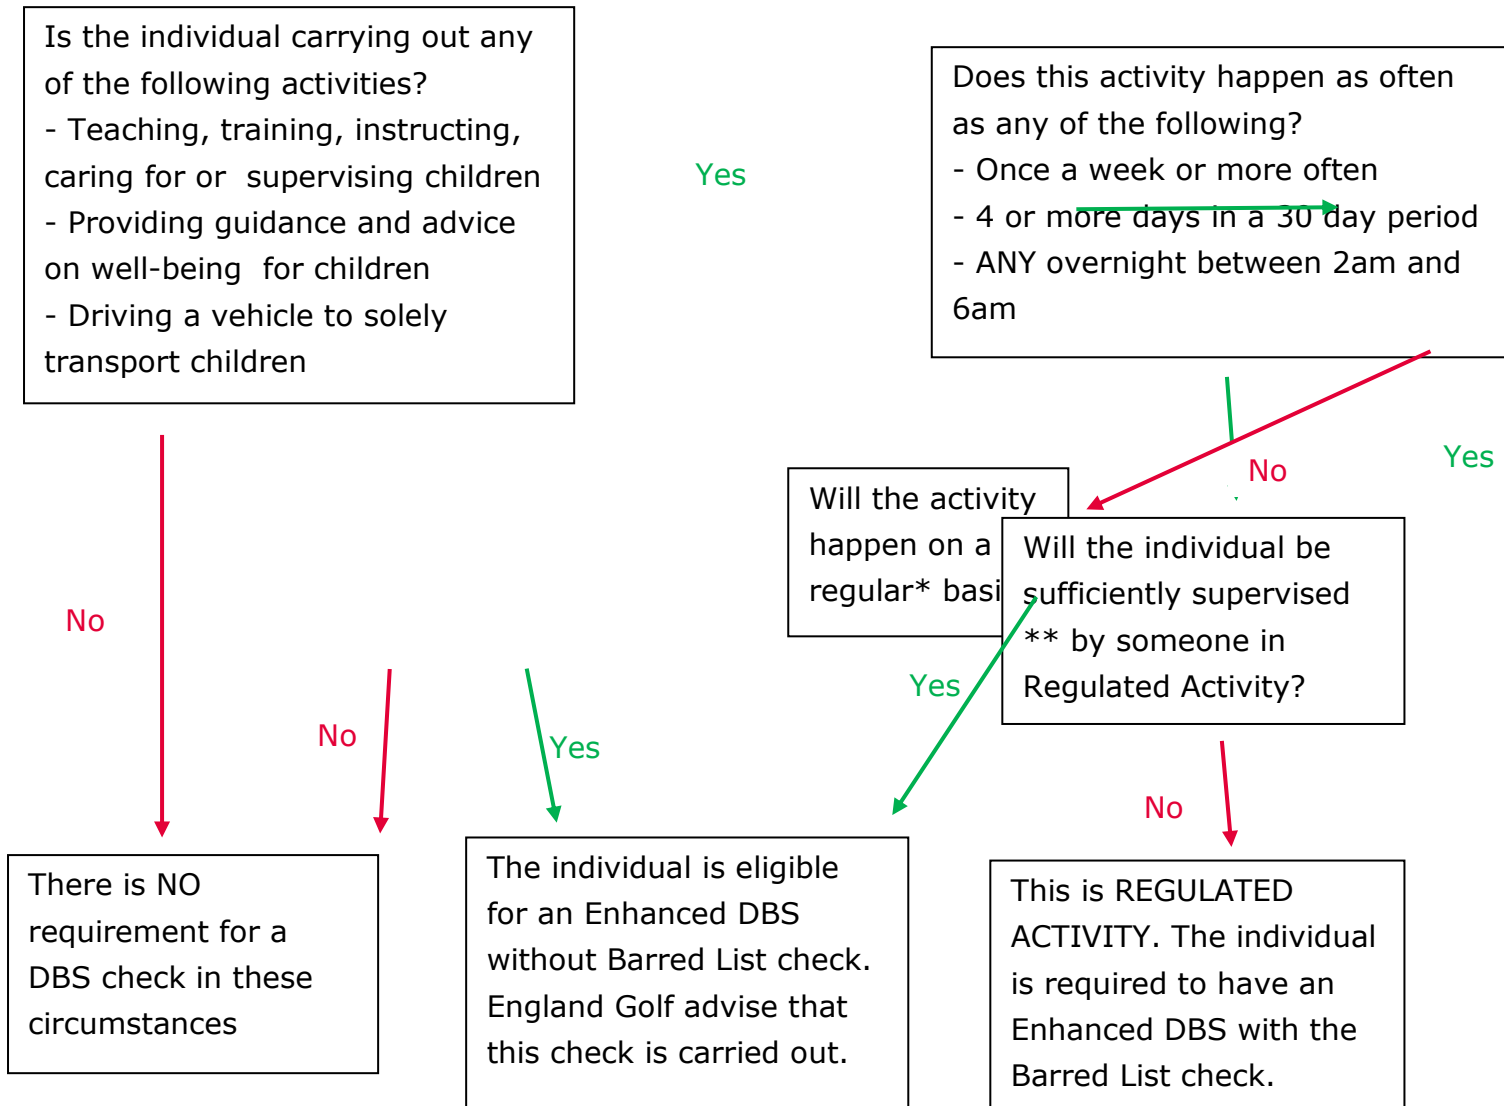 Is the individual carrying out any
of the following activities?
- Teaching, training, instructing,
caring for or supervising children
- Providing guidance and advice
on well-being for children
- Driving a vehicle to solely
transport children
Yes
Does this activity happen as often
as any of the following?
- Once a week or more often
- 4 or more days in a 30 day period
- ANY overnight between 2am and
6am
No
Yes
Will the activity
happen on a
regular* basi
Will the individual be
sufficiently supervised
** by someone in
Regulated Activity?
No
No
Yes
Yes
No
There is NO
requirement for a
DBS check in these
circumstances
The individual is eligible
for an Enhanced DBS
without Barred List check.
England Golf advise that
this check is carried out.
This is REGULATED
ACTIVITY. The individual
is required to have an
Enhanced DBS with the
Barred List check.